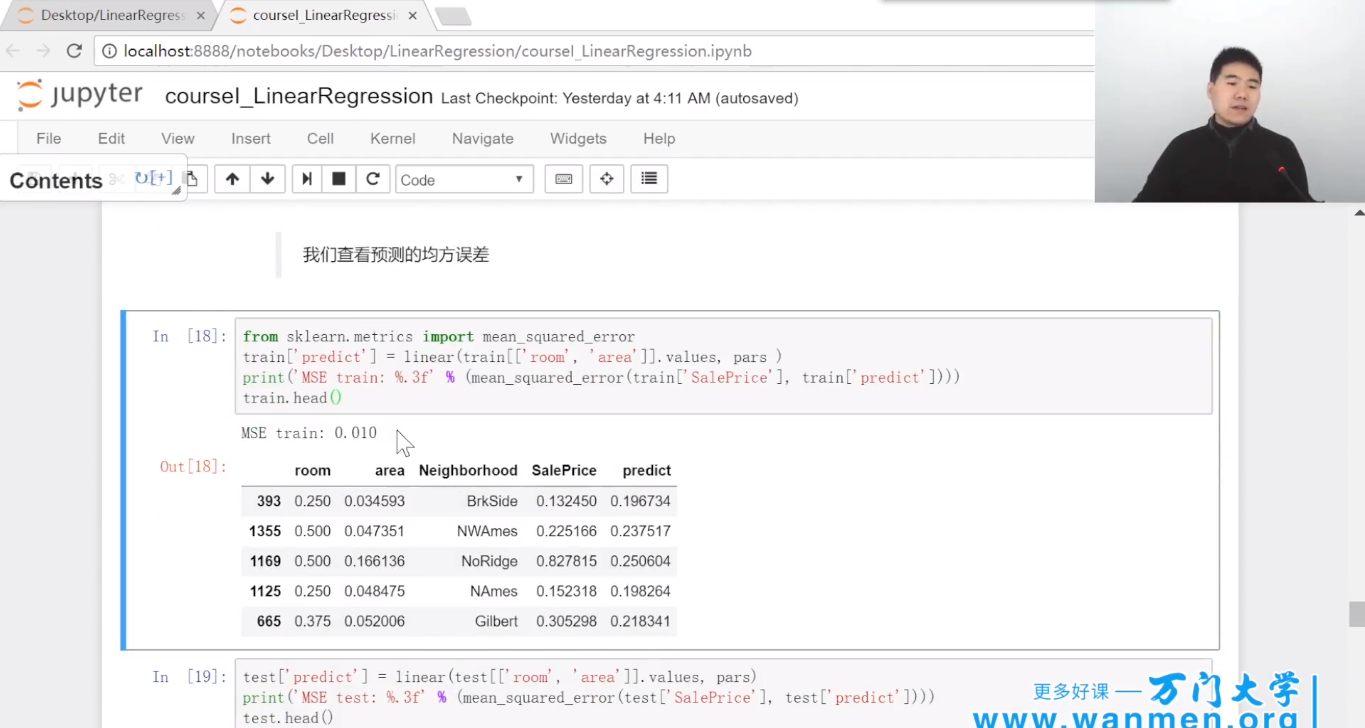 Desktop/LinearRegress
courseI_LinearRegressi
localhost:8888/notebooks/Desktop/LinearRegression/courseI_LinearRegression.ipynb
jupyter courseI_LinearRegression Last Checkpoint: Yesterday at 4:11 AM (autosaved)
File Edit View Insert Cell Kernel Navigate Widgets Help
Contents [+] Code
我们查看预测的均方误差
In [18]: from sklearn.metrics import mean_squared_error
train['predict'] = linear(train[['room', 'area']].values, pars )
print('MSE train: %.3f' % (mean_squared_error(train['SalePrice'], train['predict'])))
train.head()
MSE train: 0.010
Out[18]: room area Neighborhood SalePrice predict
393 0.250 0.034593 BrkSide 0.132450 0.196734
1355 0.500 0.047351 NWAmes 0.225166 0.237517
1169 0.500 0.166136 NoRidge 0.827815 0.250604
1125 0.250 0.048475 NAmes 0.152318 0.198264
665 0.375 0.052006 Gilbert 0.305298 0.218341
In [19]: test['predict'] = linear(test[['room', 'area']].values, pars)
print('MSE test: %.3f' % (mean_squared_error(test['SalePrice'], test['predict'])))
test.head()
更多好课 — 万门大学
www.wanmen.org